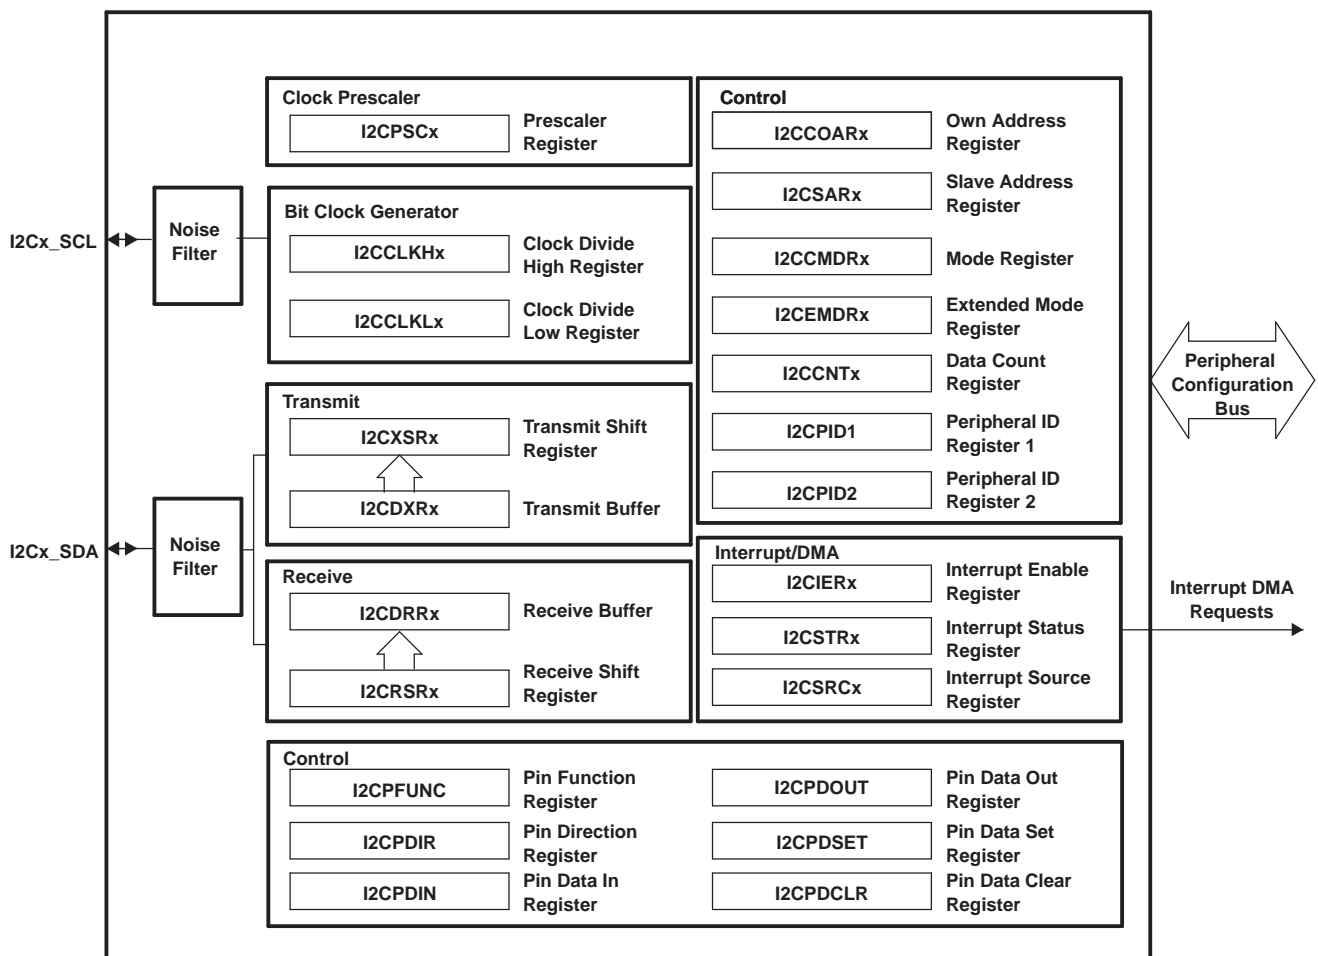 Clock Prescaler
I2CPSCx
Prescaler
Register
Control
I2CCOARx
Own Address
Register
I2CSARx
Slave Address
Register
I2CCMDRx
Mode Register
I2CEMDRx
Extended Mode
Register
I2CCNTx
Data Count
Register
I2CPID1
Peripheral ID
Register 1
I2CPID2
Peripheral ID
Register 2
I2Cx_SCL
Noise
Filter
Bit Clock Generator
I2CCLKHx
Clock Divide
High Register
I2CCLKLx
Clock Divide
Low Register
Peripheral
Configuration
Bus
Transmit
I2CXSRx
Transmit Shift
Register
I2CDXRx
Transmit Buffer
I2Cx_SDA
Noise
Filter
Receive
I2CDRRx
Receive Buffer
I2CRSRx
Receive Shift
Register
Interrupt/DMA
I2CIERx
Interrupt Enable
Register
I2CSTRx
Interrupt Status
Register
I2CSRCx
Interrupt Source
Register
Interrupt DMA
Requests
Control
I2CPFUNC
Pin Function
Register
I2CPDIR
Pin Direction
Register
I2CPDIN
Pin Data In
Register
I2CPDOUT
Pin Data Out
Register
I2CPDSET
Pin Data Set
Register
I2CPDCLR
Pin Data Clear
Register